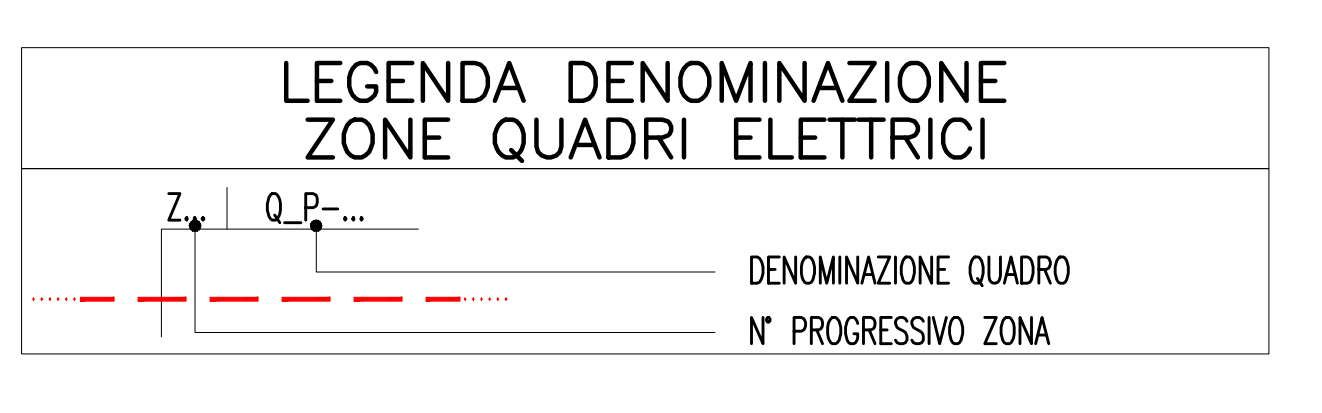 LEGENDA DENOMINAZIONE
ZONE QUADRI ELETTRICI
Z... Q_P-...
DENOMINAZIONE QUADRO
N° PROGRESSIVO ZONA